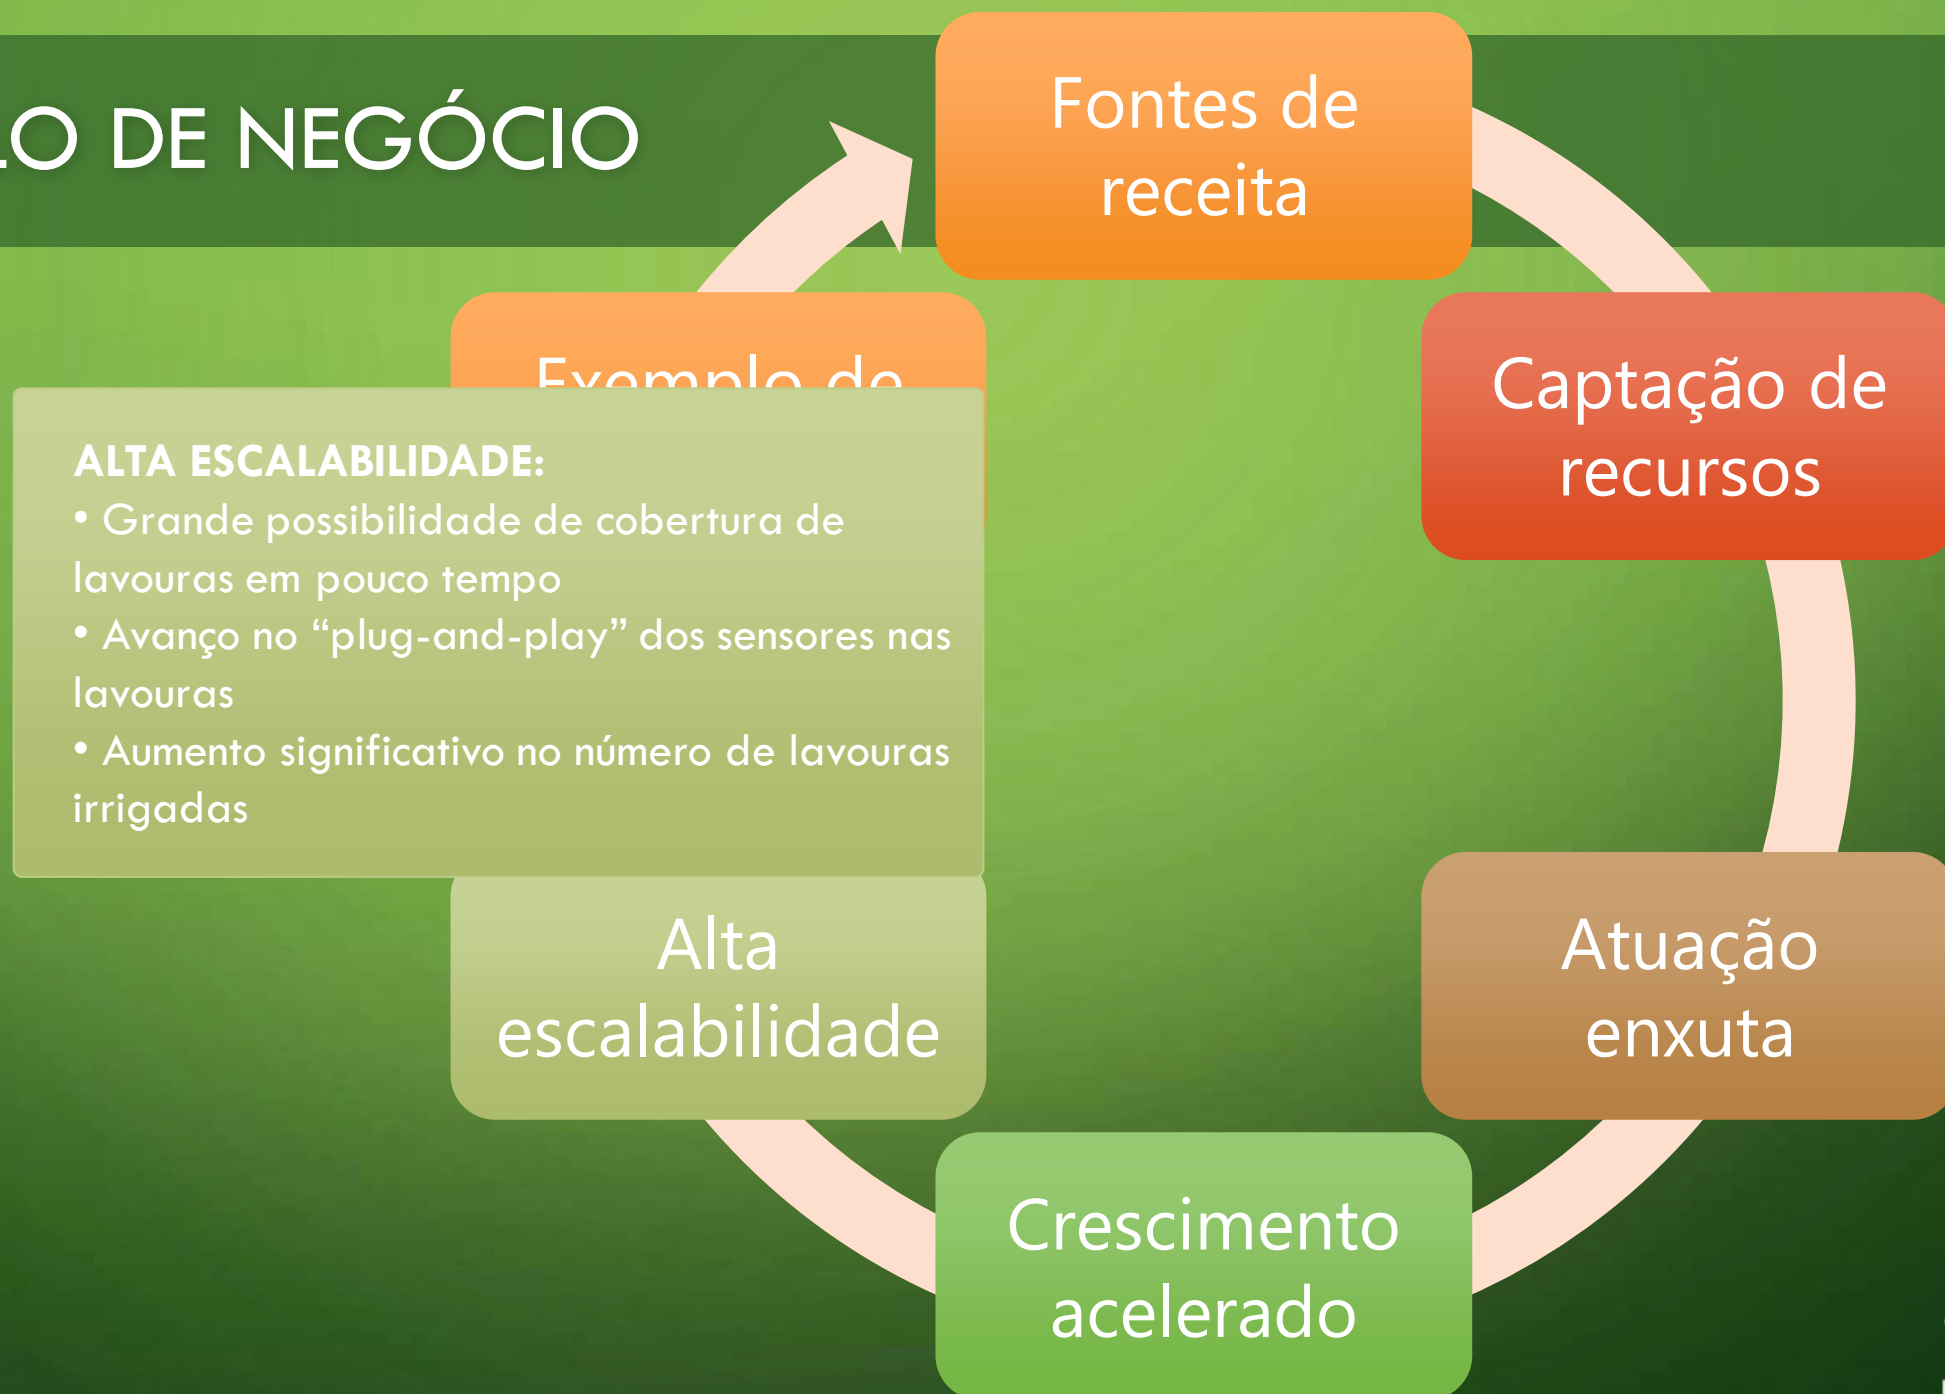 LO DE NEGÓCIO
Fontes de
receita
Captação de
recursos
Atuação
enxuta
Crescimento
acelerado
Alta
escalabilidade
Exemplo de
ALTA ESCALABILIDADE:
• Grande possibilidade de cobertura de
lavouras em pouco tempo
• Avanço no “plug-and-play” dos sensores nas
lavouras
• Aumento significativo no número de lavouras
irrigadas